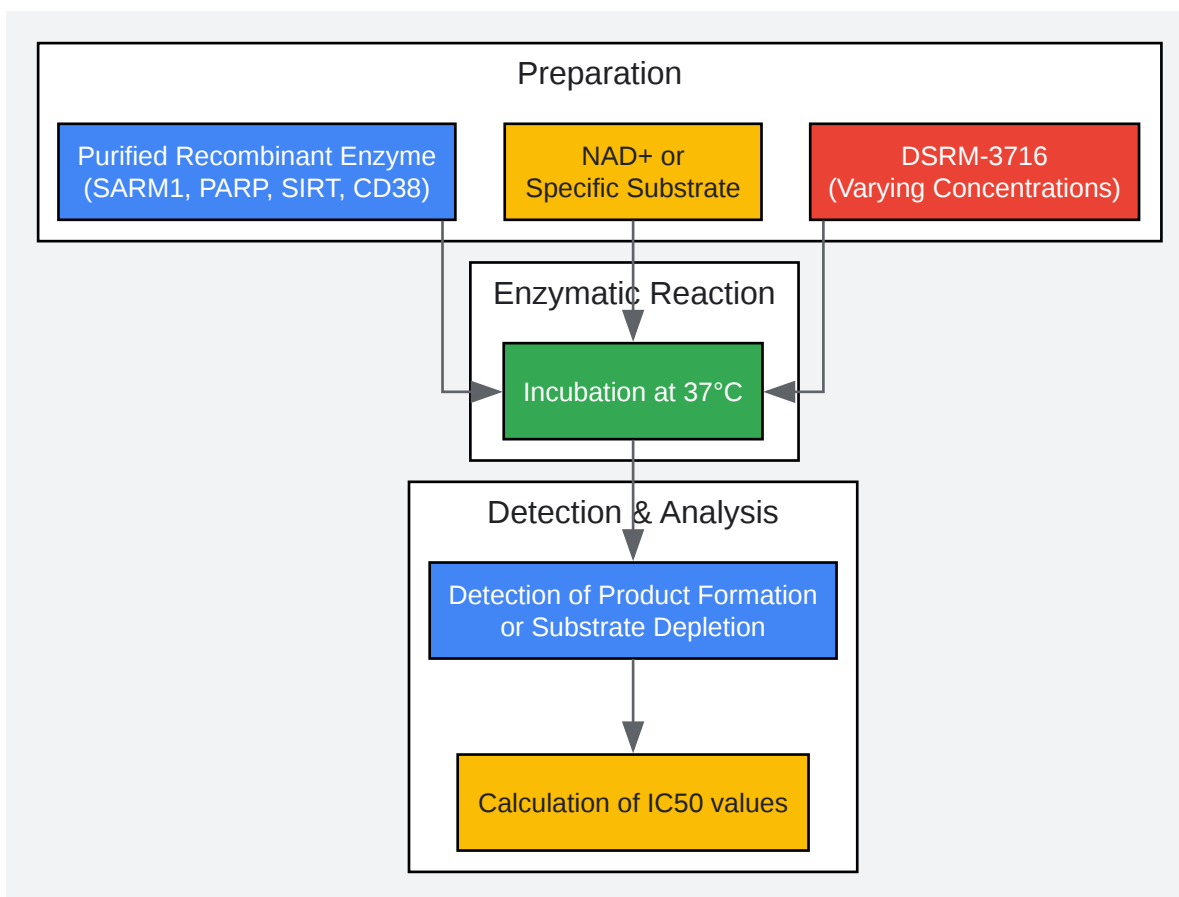 Preparation
Purified Recombinant Enzyme
(SARM1, PARP, SIRT, CD38)
NAD+ or
Specific Substrate
DSRM-3716
(Varying Concentrations)
Enzymatic Reaction
Incubation at 37°C
Detection & Analysis
Detection of Product Formation
or Substrate Depletion
Calculation of IC50 values